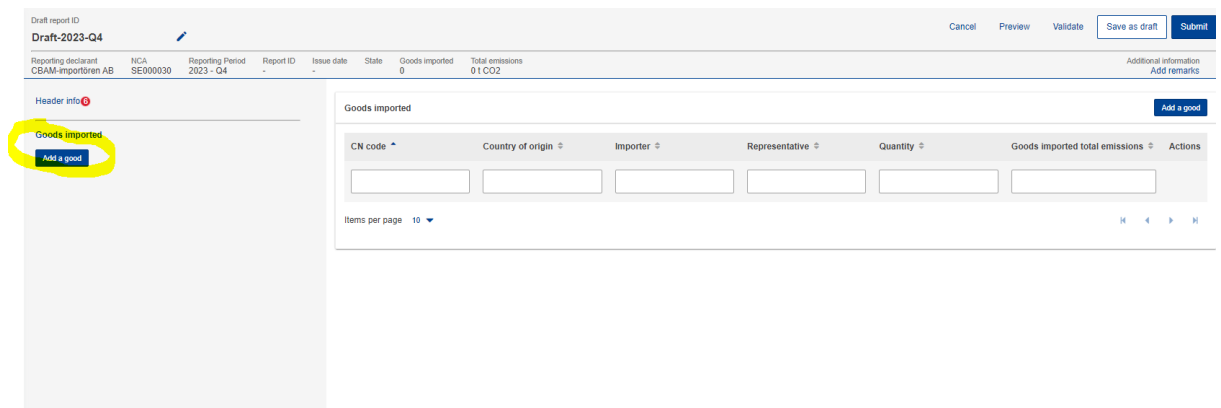 Draft report ID
Draft-2023-Q4
Cancel Preview Validate Save as draft Submit
Reporting declarant NCA Reporting Period Report ID Issue date State Goods imported Total emissions Additional information
CBAM-importören AB SE000030 2023 - Q4 - - 0 0 t CO2 Add remarks
Header info 6
Goods imported
Add a good
Goods imported Add a good
CN code Country of origin Importer Representative Quantity Goods imported total emissions Actions
Items per page 10